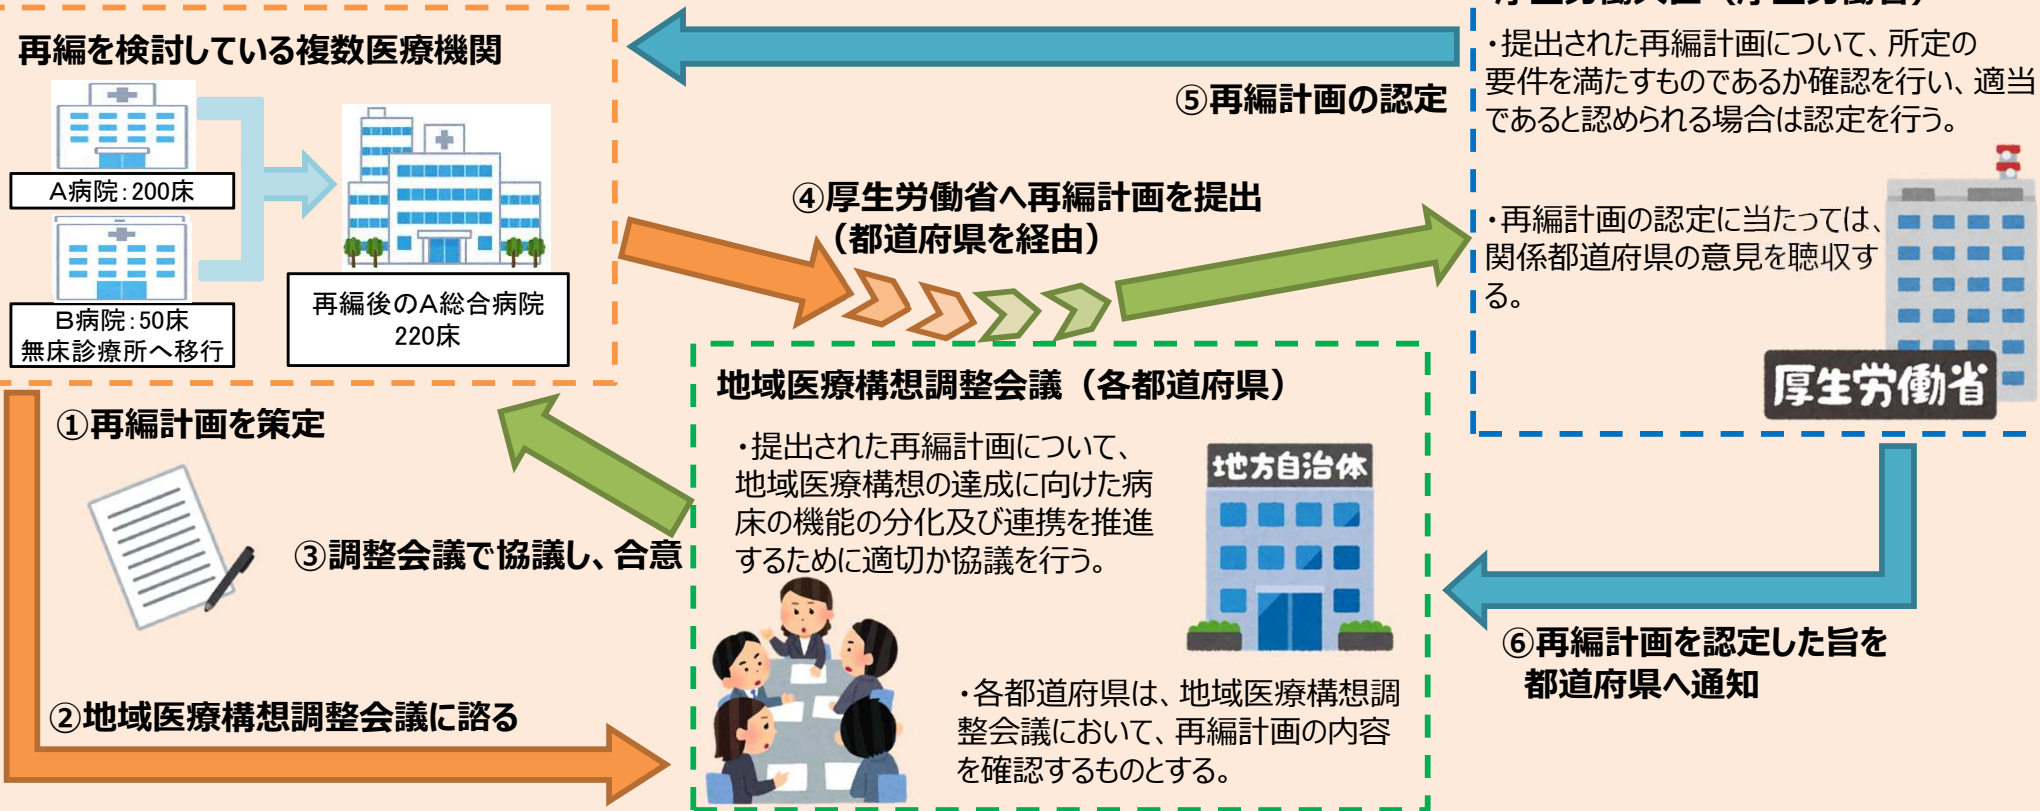 再編を検討している複数医療機関
A病院:200床
B病院:50床
無床診療所へ移行
再編後のA総合病院
220床
①再編計画を策定
②地域医療構想調整会議に諮る
③調整会議で協議し、合意
④厚生労働省へ再編計画を提出
（都道府県を経由）
⑤再編計画の認定
・提出された再編計画について、所定の
要件を満たすものであるか確認を行い、適当
であると認められる場合は認定を行う。
・再編計画の認定に当たっては、
関係都道府県の意見を聴収す
る。
厚生労働省
地域医療構想調整会議（各都道府県）
・提出された再編計画について、
地域医療構想の達成に向けた病
床の機能の分化及び連携を推進
するために適切か協議を行う。
地方自治体
・各都道府県は、地域医療構想調
整会議において、再編計画の内容
を確認するものとする。
⑥再編計画を認定した旨を
都道府県へ通知